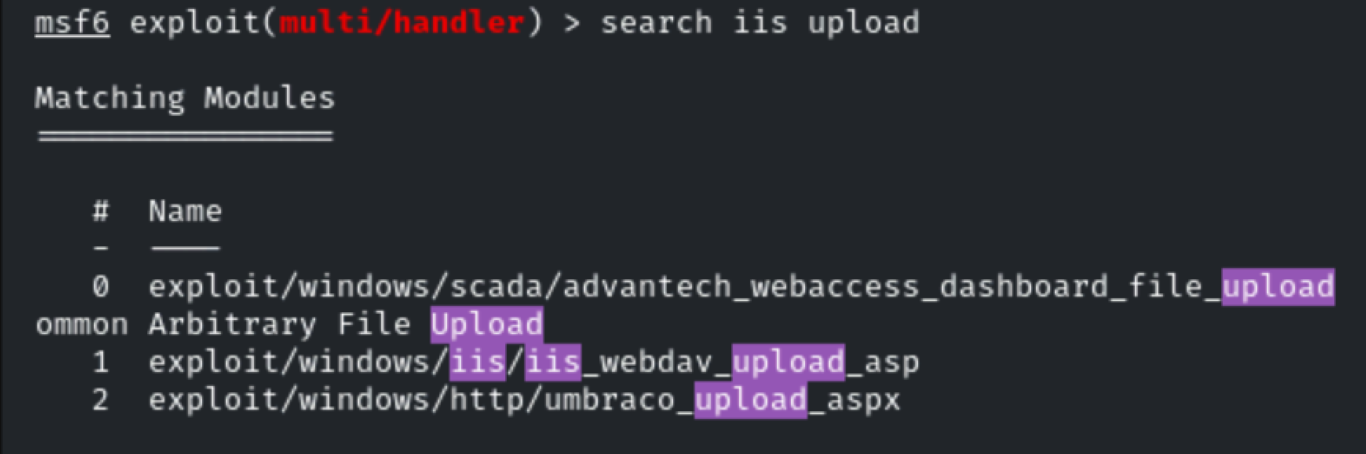 msf6 exploit(multi/handler) > search iis upload
Matching Modules
================
# Name
- ----
0 exploit/windows/scada/advantech_webaccess_dashboard_file_upload
ommon Arbitrary File Upload
1 exploit/windows/iis/iis_webdav_upload_asp
2 exploit/windows/http/umbraco_upload_aspx